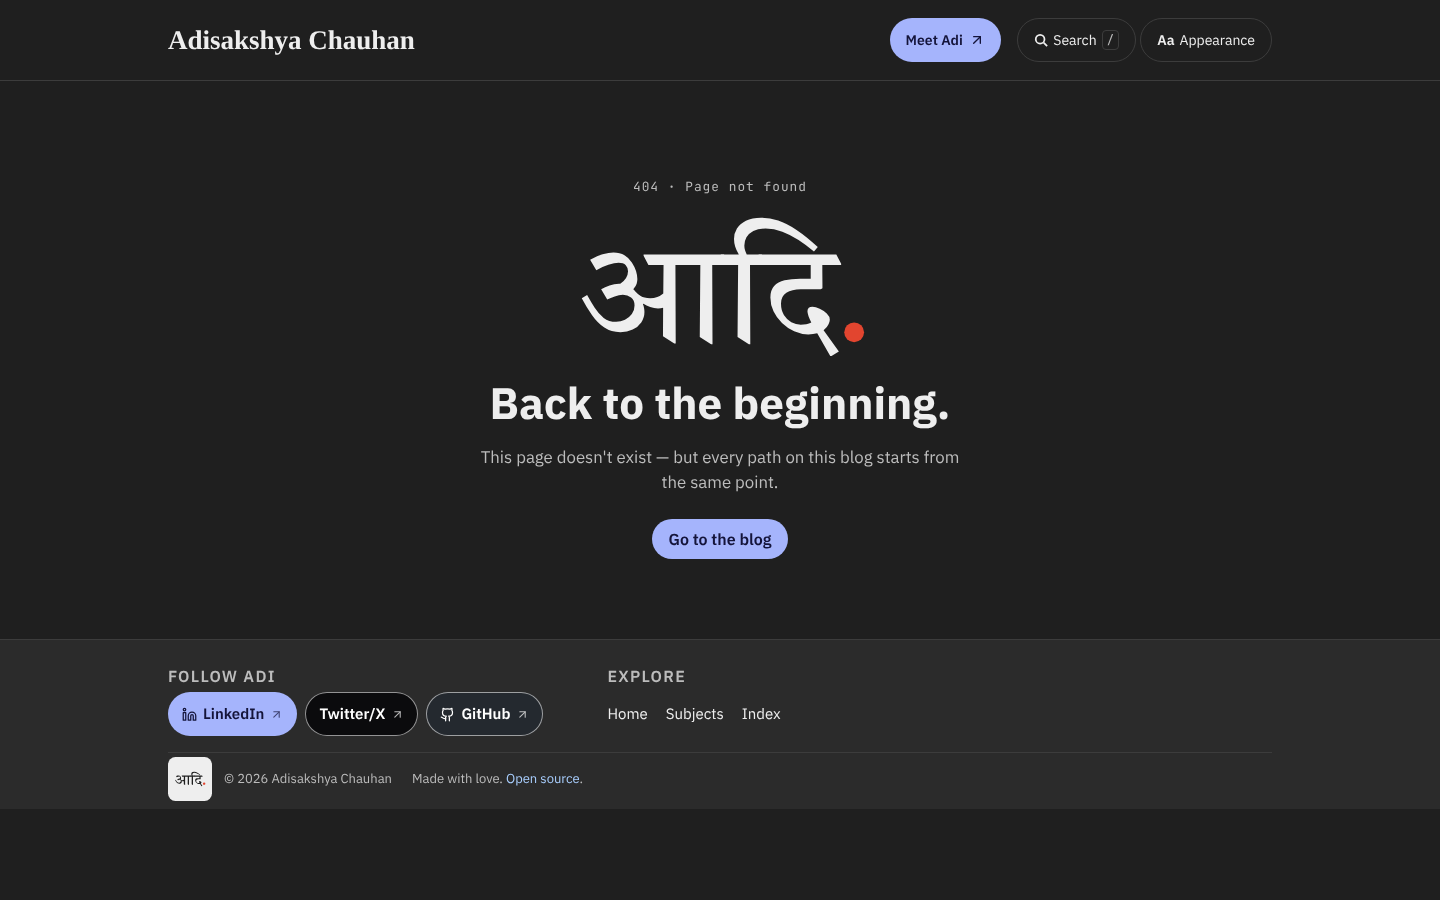 Adisakshya Chauhan
Meet Adi
Search /
Aa Appearance
404 · Page not found
आदि.
Back to the beginning.
This page doesn't exist — but every path on this blog starts from
the same point.
Go to the blog
FOLLOW ADI
EXPLORE
LinkedIn
Twitter/X
GitHub
Home
Subjects
Index
आदि.
© 2026 Adisakshya Chauhan
Made with love. Open source.